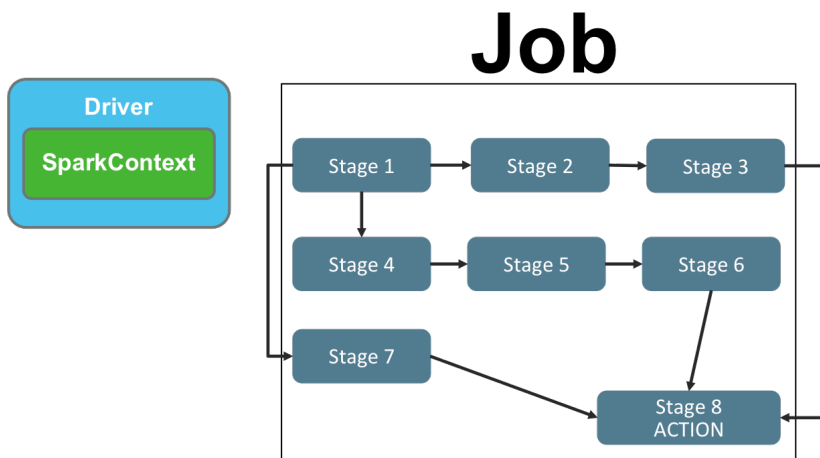 Job
Driver
SparkContext
Stage 1
Stage 2
Stage 3
Stage 4
Stage 5
Stage 6
Stage 7
Stage 8
ACTION